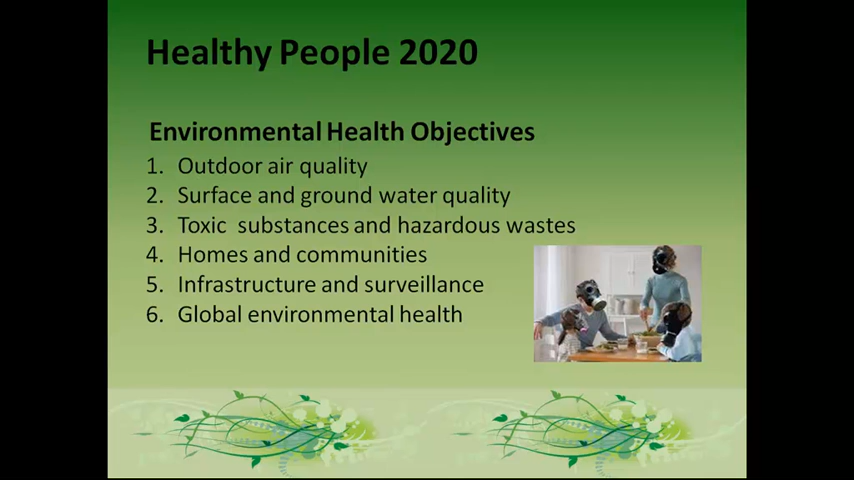 Healthy People 2020
Environmental Health Objectives
1. Outdoor air quality
2. Surface and ground water quality
3. Toxic substances and hazardous wastes
4. Homes and communities
5. Infrastructure and surveillance
6. Global environmental health